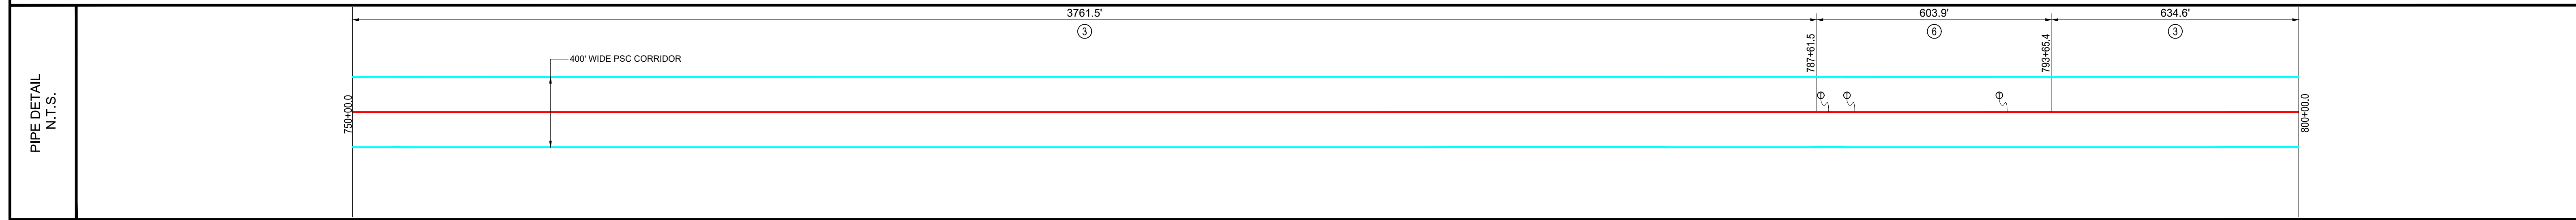 PIPE DETAIL
N.T.S.
3761.5'
3
603.9'
6
634.6'
3
400' WIDE PSC CORRIDOR
750+00.0
787+61.5
793+65.4
800+00.0
T
T
T